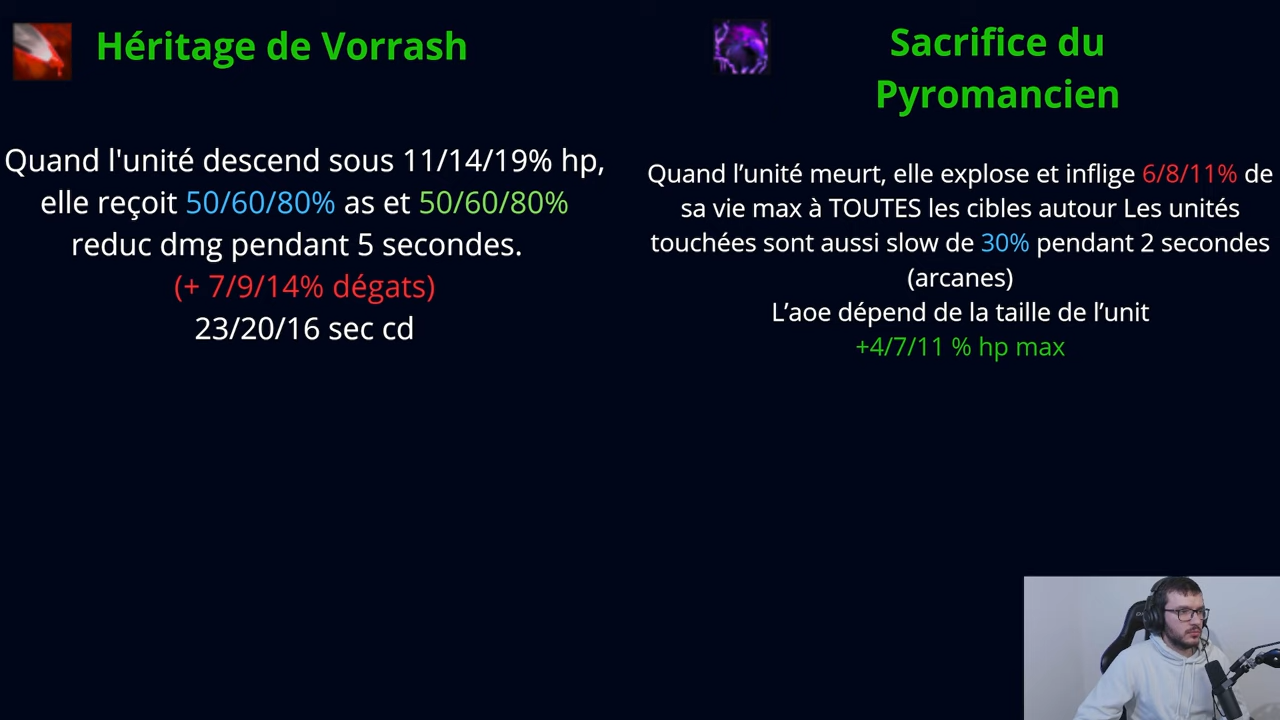 Héritage de Vorrash
Quand l'unité descend sous 11/14/19% hp,
elle reçoit 50/60/80% as et 50/60/80%
reduc dmg pendant 5 secondes.
(+ 7/9/14% dégats)
23/20/16 sec cd
Sacrifice du
Pyromancien
Quand l’unité meurt, elle explose et inflige 6/8/11% de
sa vie max à TOUTES les cibles autour Les unités
touchées sont aussi slow de 30% pendant 2 secondes
(arcanes)
L’aoe dépend de la taille de l’unit
+4/7/11 % hp max